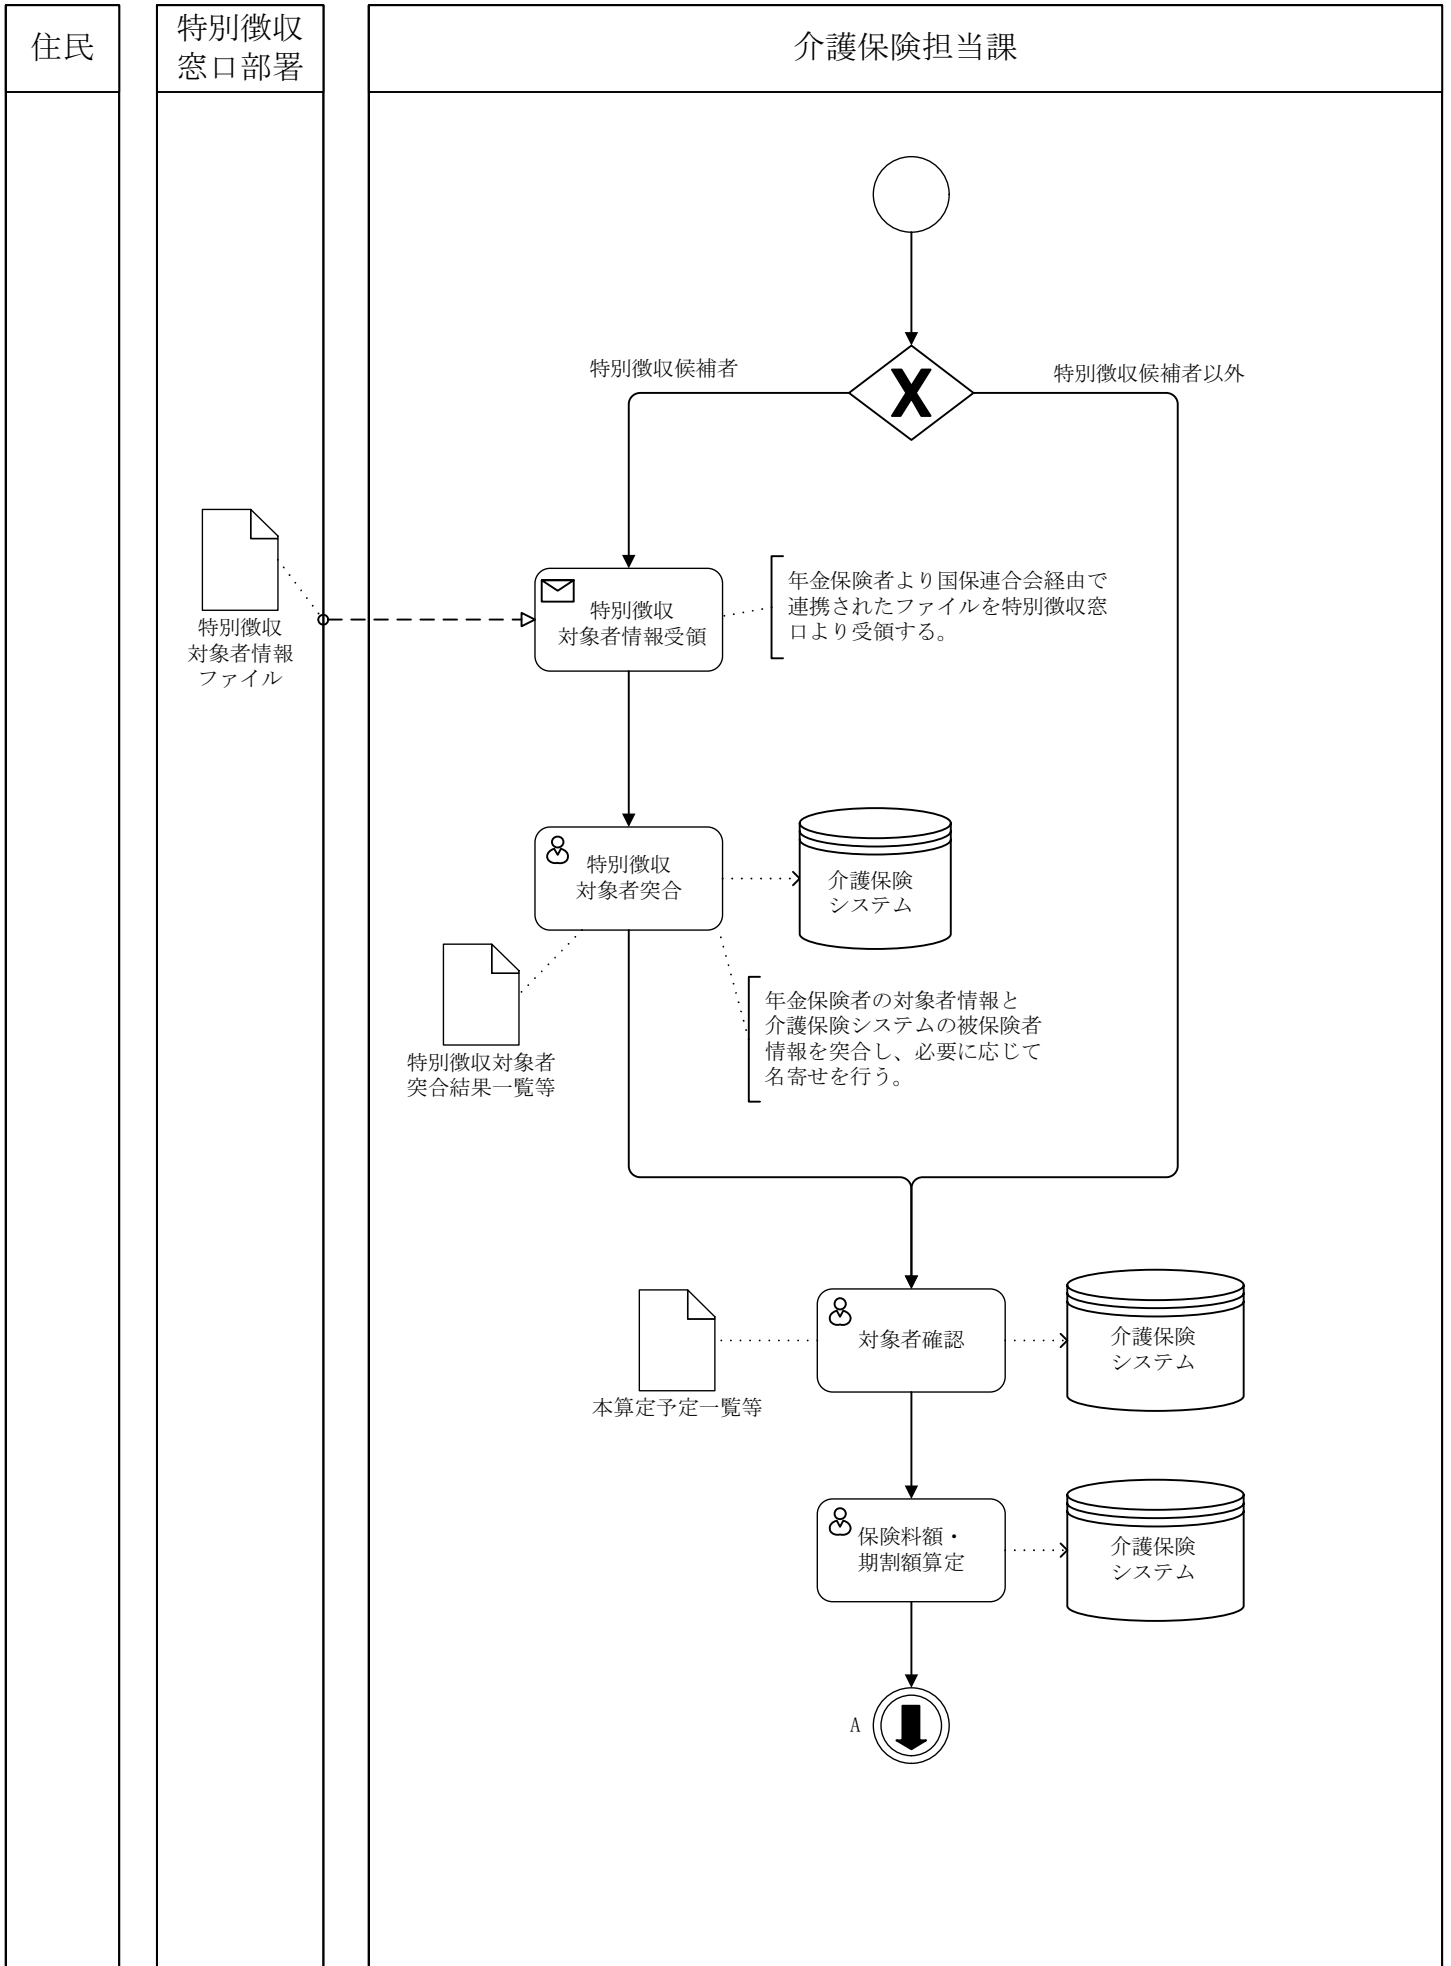 住民
特別徴収
窓口部署
介護保険担当課
特別徴収候補者
特別徴収候補者以外
特別徴収
対象者情報
ファイル
特別徴収
対象者情報受領
年金保険者より国保連合会経由で
連携されたファイルを特別徴収窓
口より受領する。
特別徴収
対象者突合
介護保険
システム
特別徴収対象者
突合結果一覧等
年金保険者の対象者情報と
介護保険システムの被保険者
情報を突合し、必要に応じて
名寄せを行う。
本算定予定一覧等
対象者確認
介護保険
システム
保険料額・
期割額算定
介護保険
システム
A